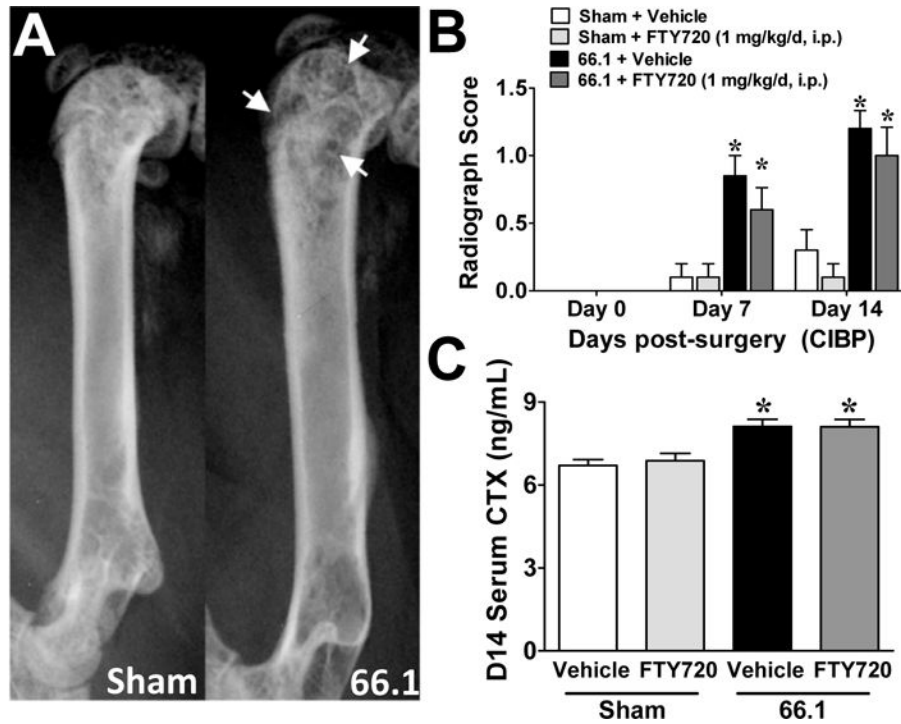 A
Sham
66.1
B
Sham + Vehicle
Sham + FTY720 (1 mg/kg/d, i.p.)
66.1 + Vehicle
66.1 + FTY720 (1 mg/kg/d, i.p.)
Radiograph Score
1.5
1.0
0.5
0.0
* * * *
Day 0 Day 7 Day 14
Days post-surgery (CIBP)
C
D14 Serum CTX (ng/mL)
9
6
3
0
* *
Vehicle FTY720 Vehicle FTY720
Sham 66.1